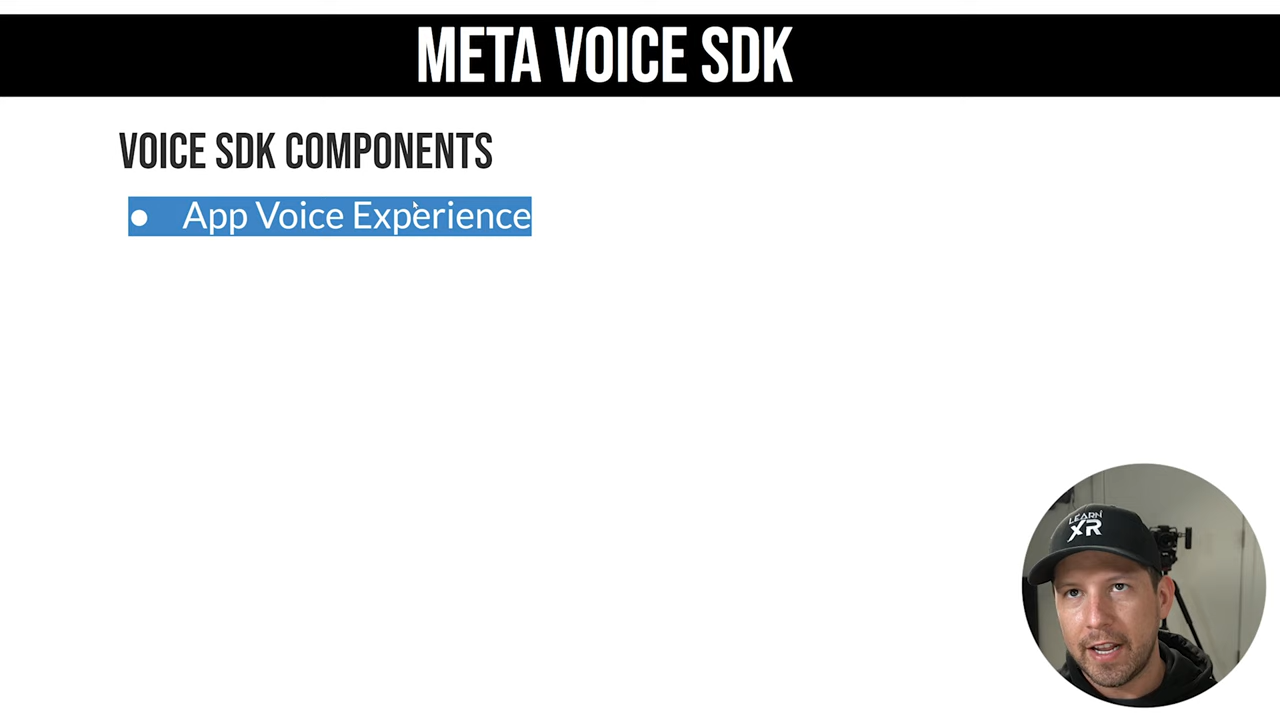 META VOICE SDK
VOICE SDK COMPONENTS
● App Voice Experience
LEARN
XR